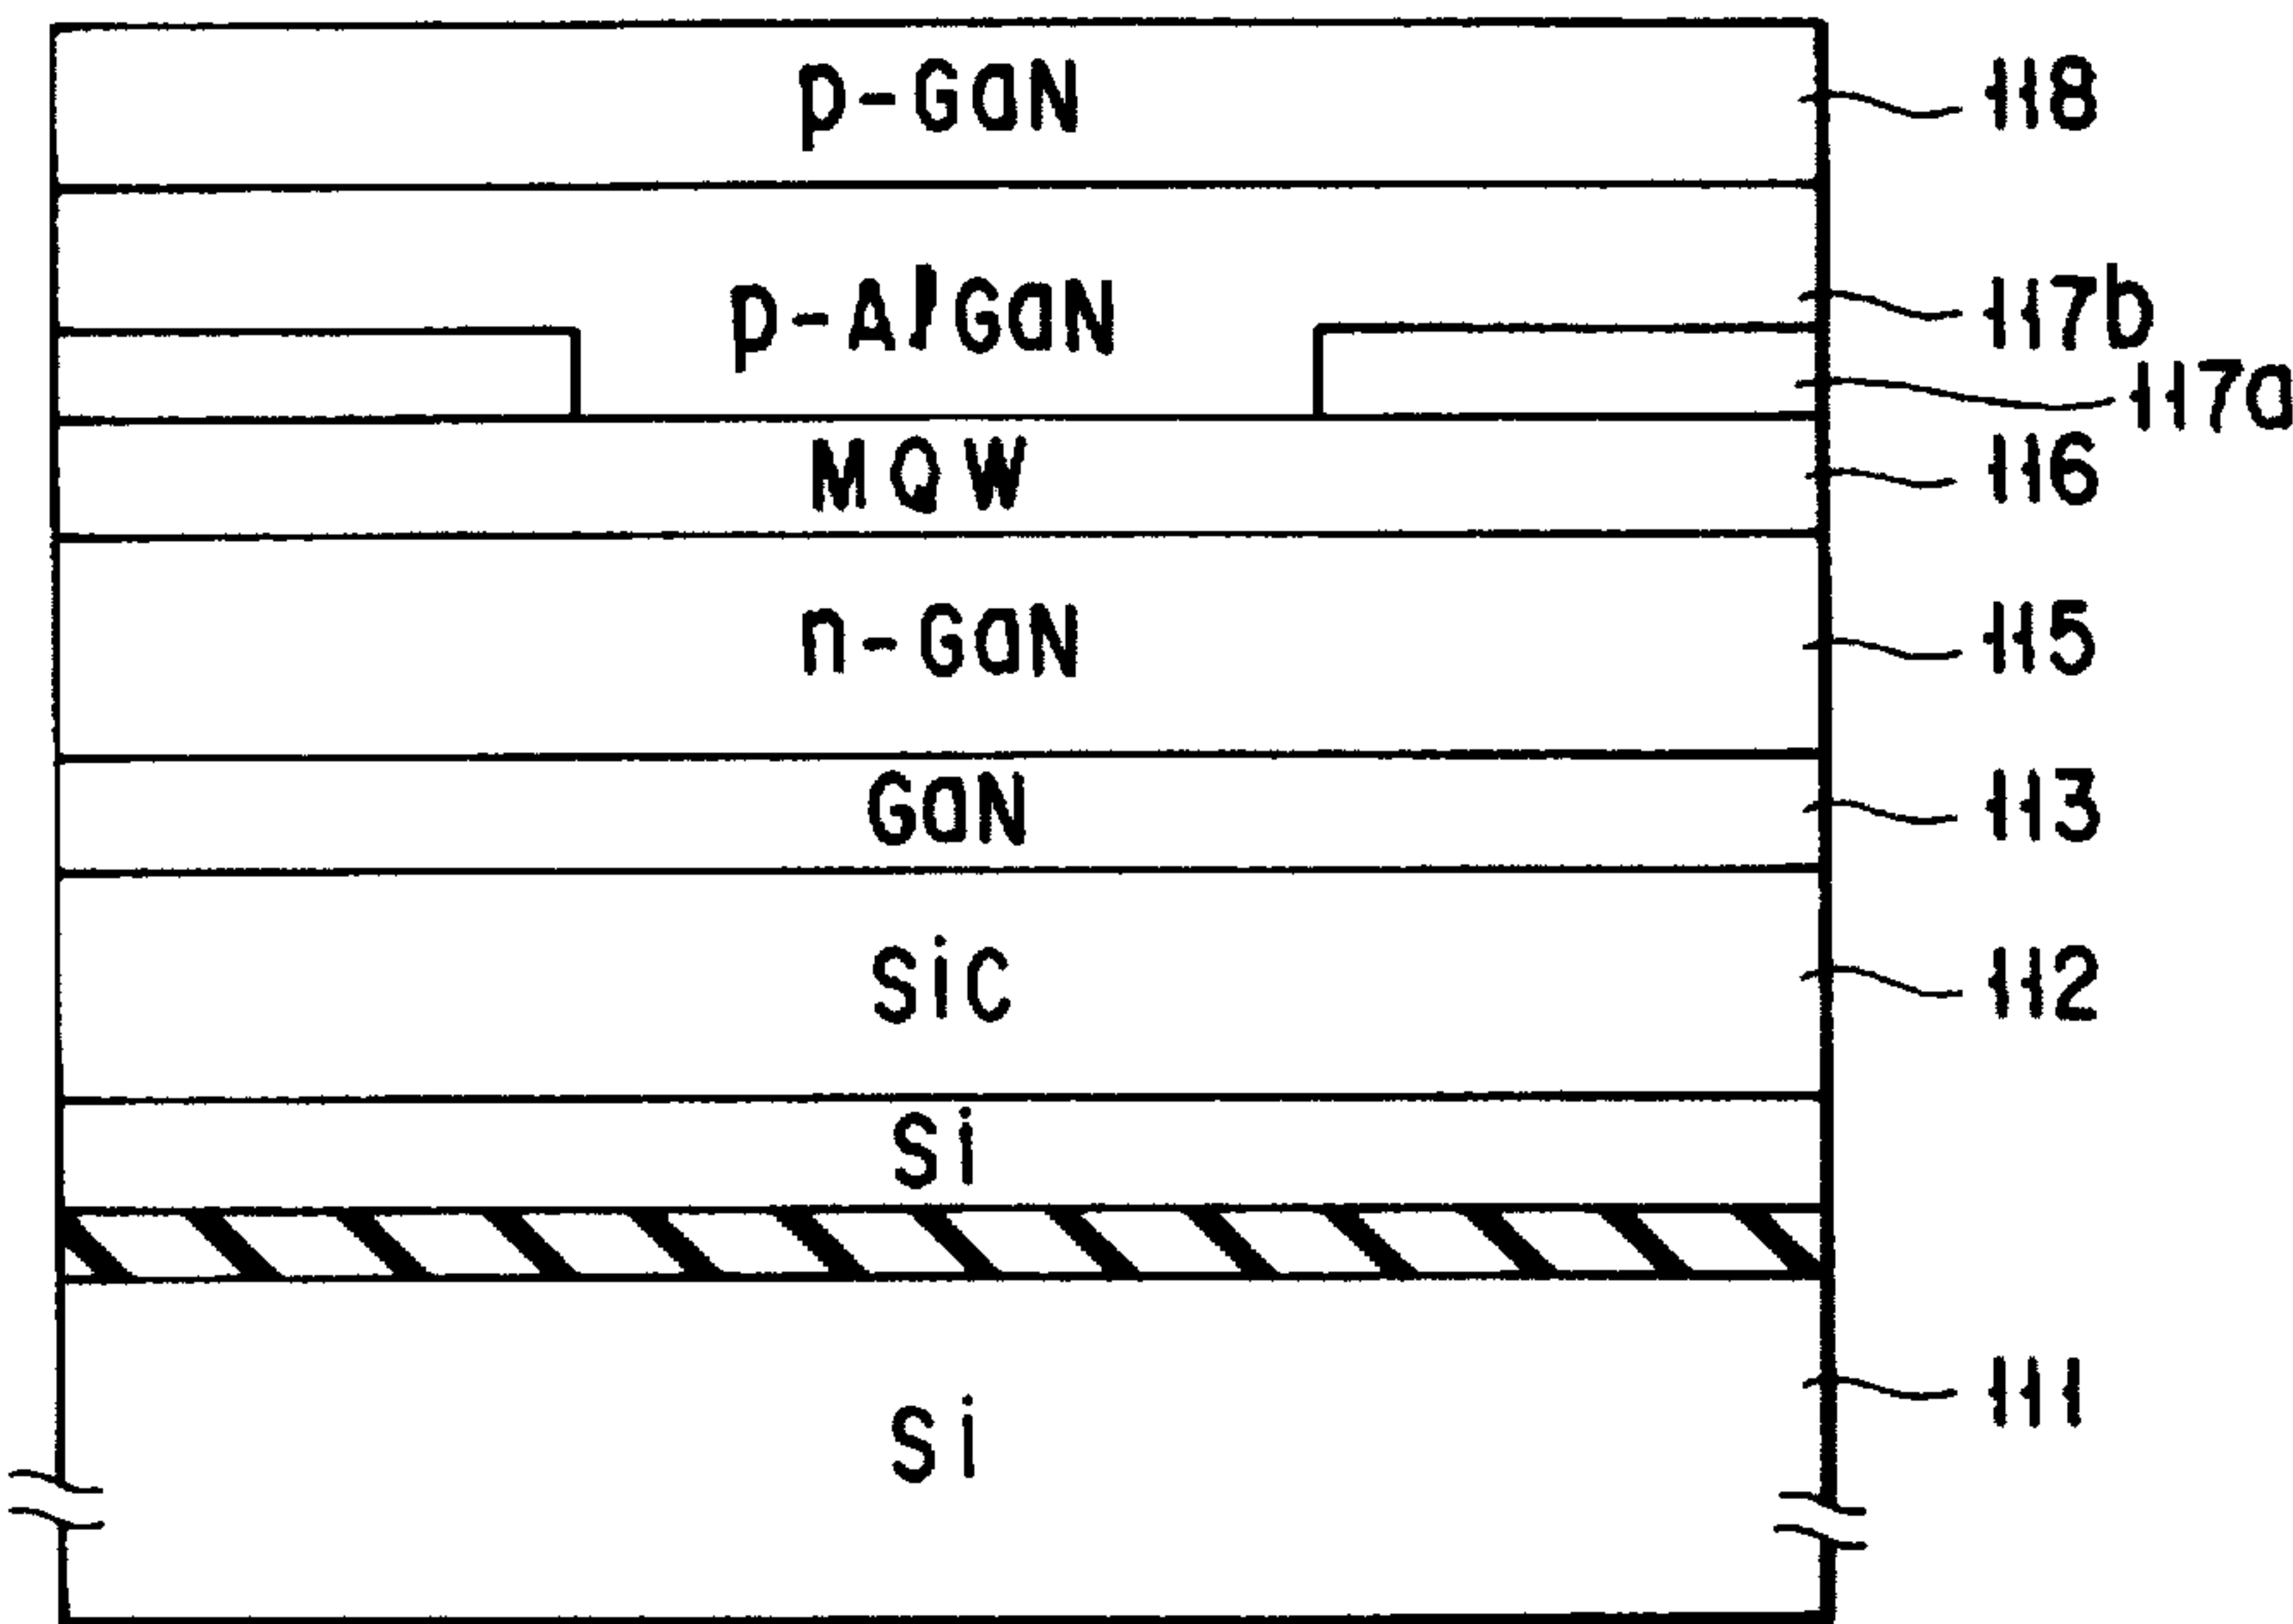 p-GaN 118
p-AlGaN 117b
117a
MQW 116
n-GaN 115
GaN 113
SiC 112
Si
Si 111